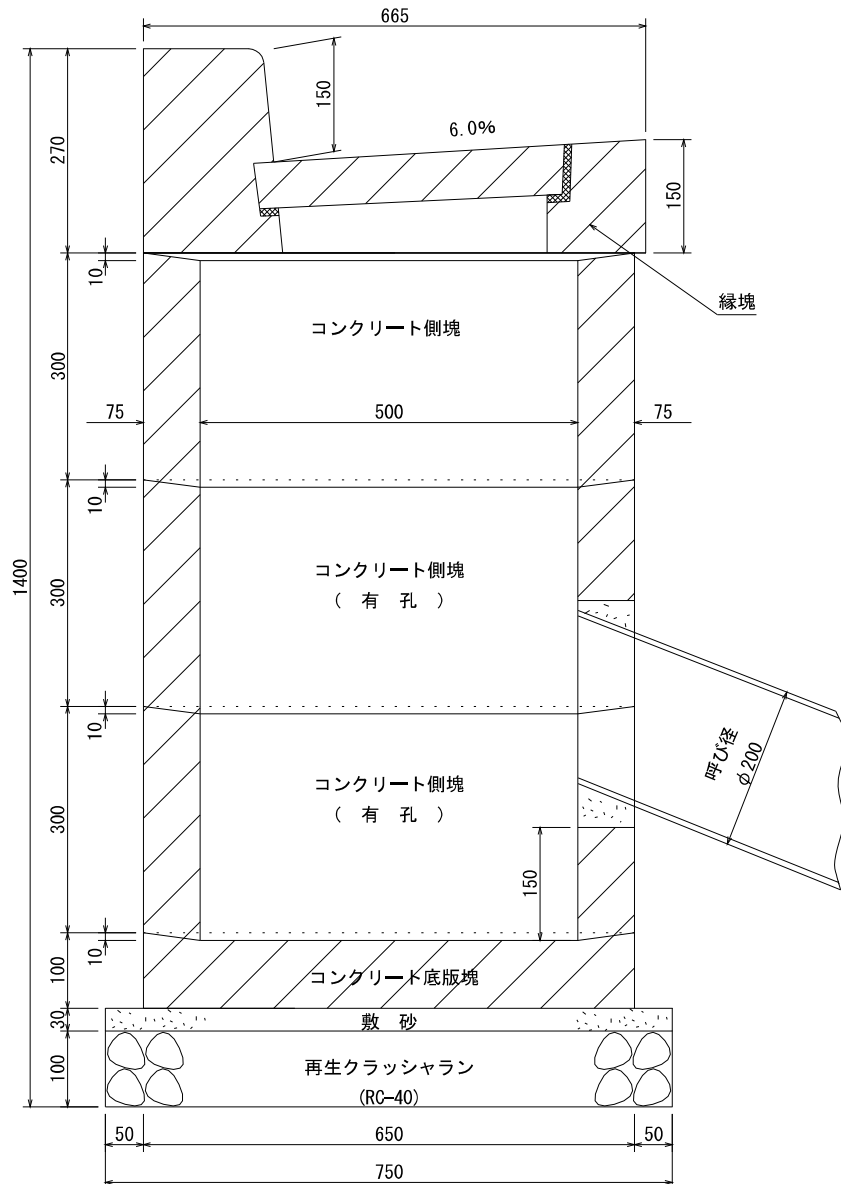 665
150
6.0%
270
150
10
縁塊
コンクリート側塊
300
75
500
75
10
1400
コンクリート側塊
( 有 孔 )
300
10
呼び径
φ200
コンクリート側塊
( 有 孔 )
300
150
10
コンクリート底版塊
100
敷 砂
30
再生クラッシャラン
(RC-40)
100
50
650
50
750